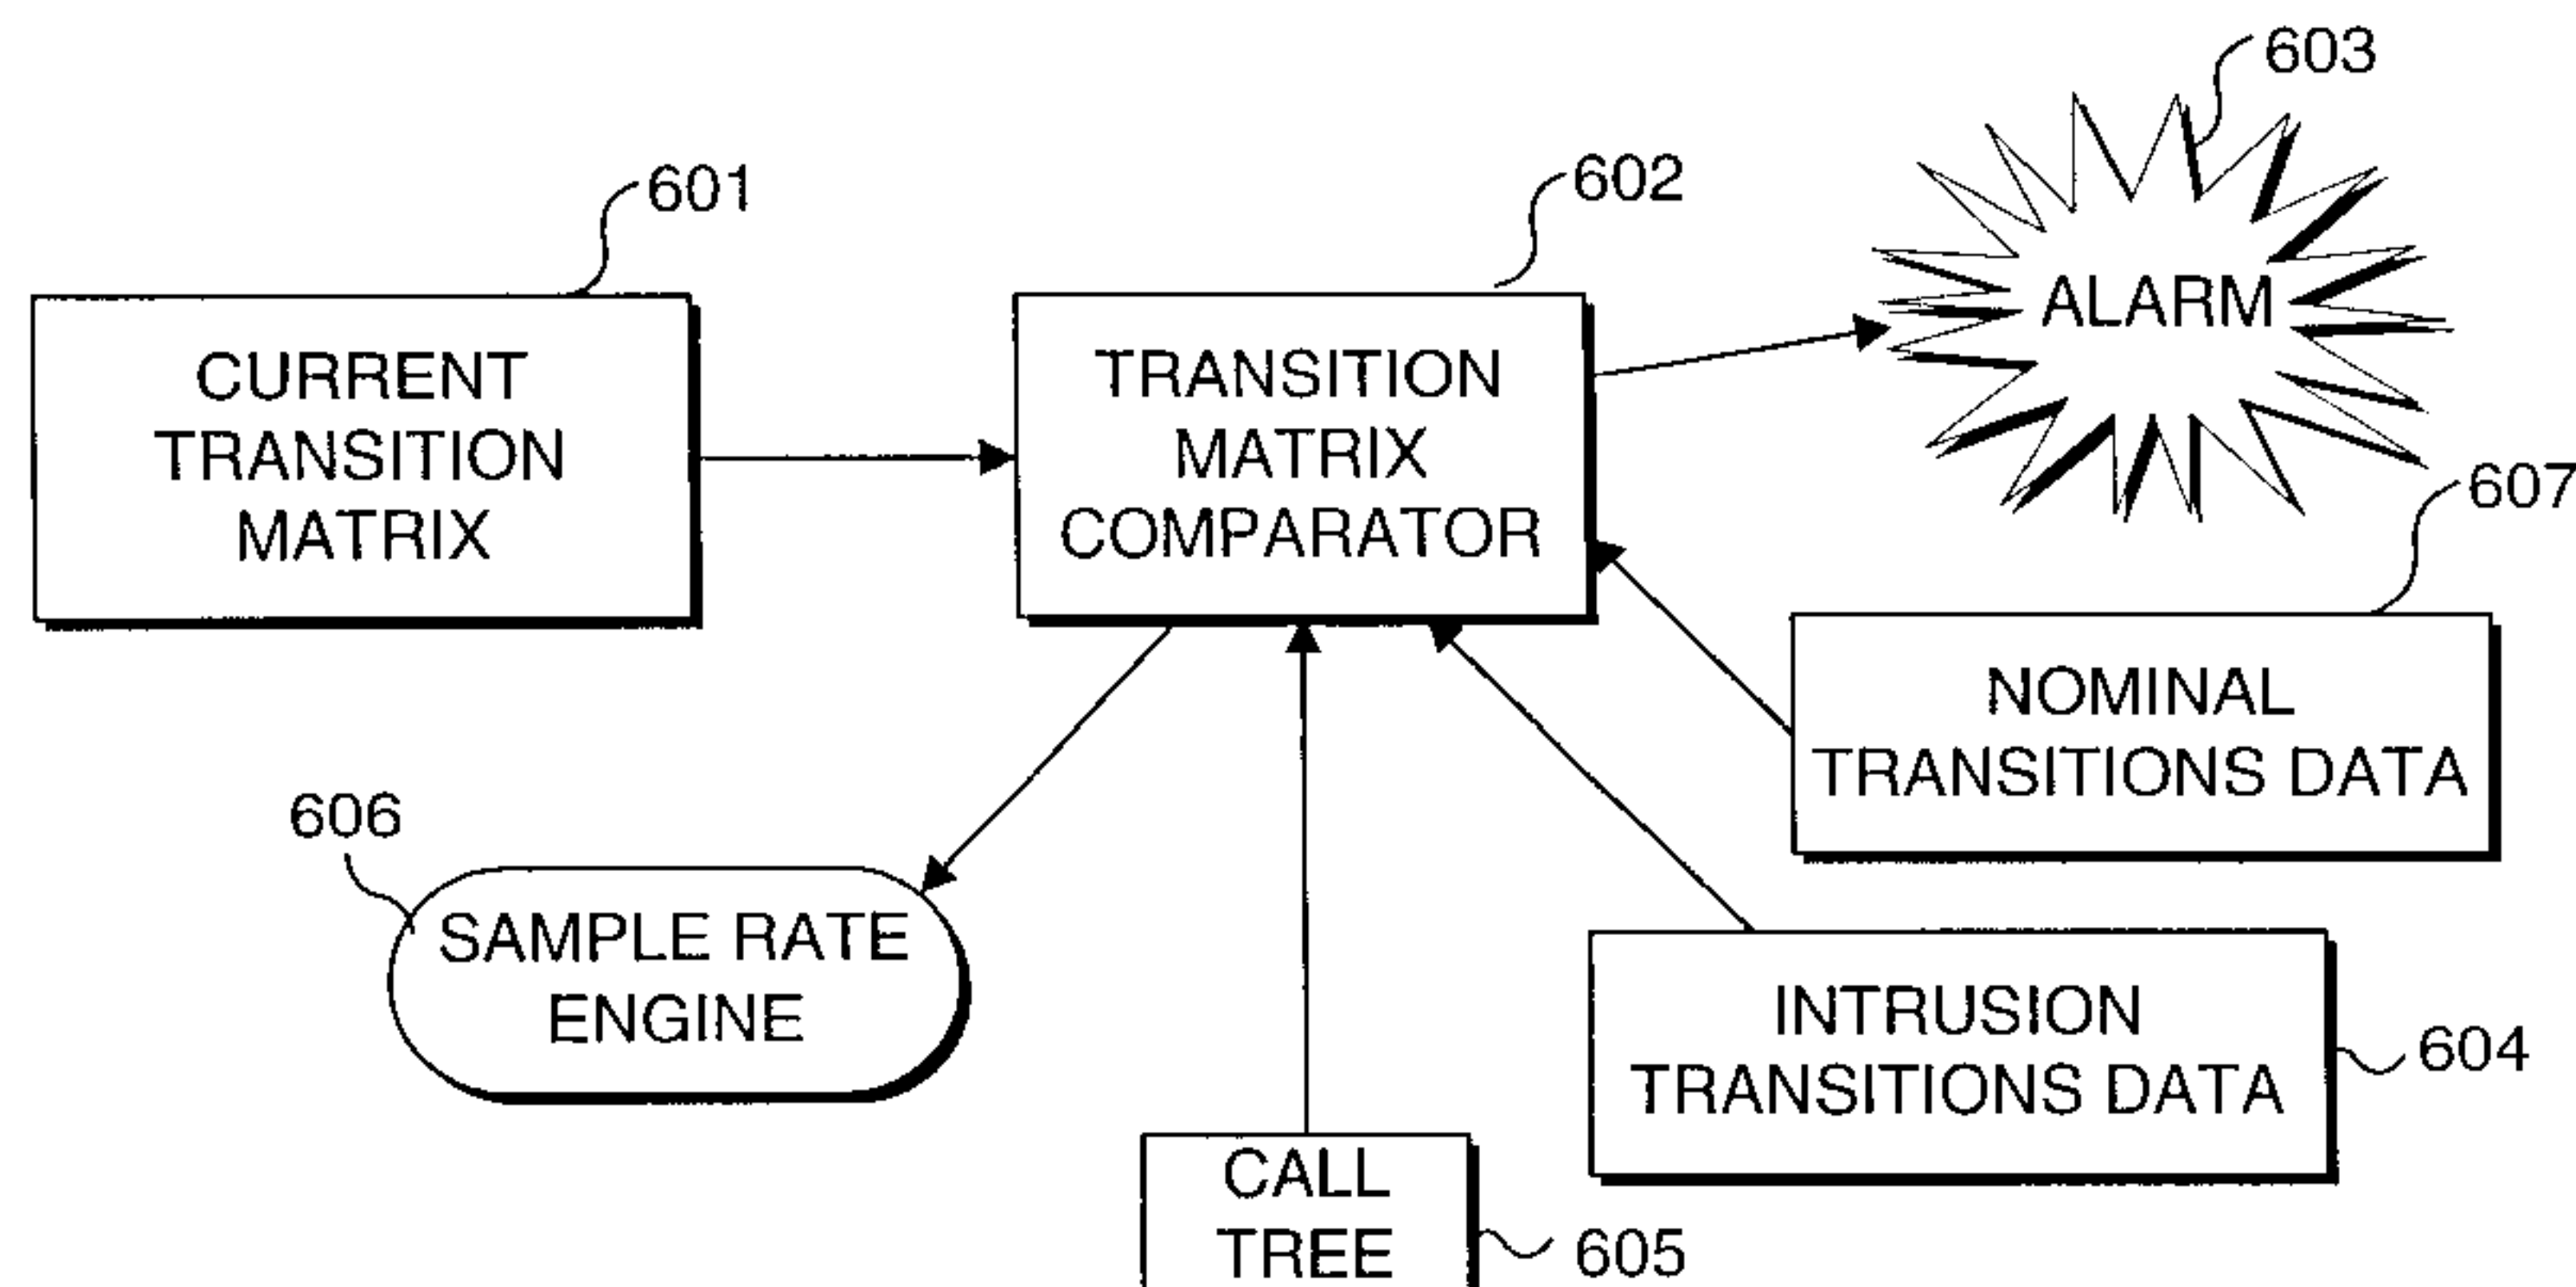 603
601
602
CURRENT
TRANSITION
MATRIX
TRANSITION
MATRIX
COMPARATOR
ALARM
607
NOMINAL
TRANSITIONS DATA
606
SAMPLE RATE
ENGINE
INTRUSION
TRANSITIONS DATA
604
CALL
TREE
605